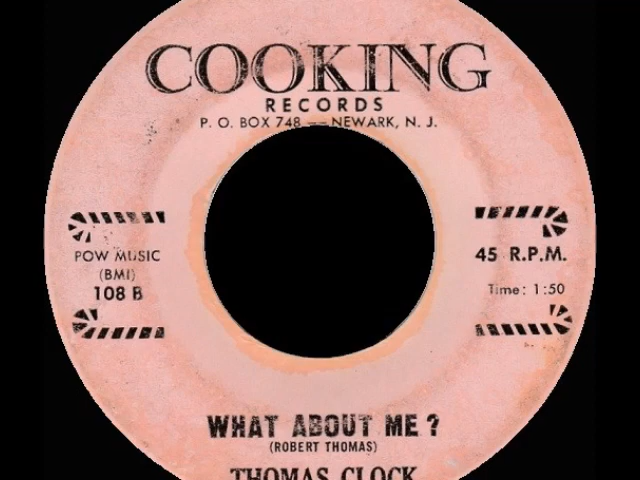 COOKING
RECORDS
P. O. BOX 748 — NEWARK, N. J.
POW MUSIC
(BMI)
108 B
45 R.P.M.
Time: 1:50
WHAT ABOUT ME?
(ROBERT THOMAS)
THOMAS CLOCK